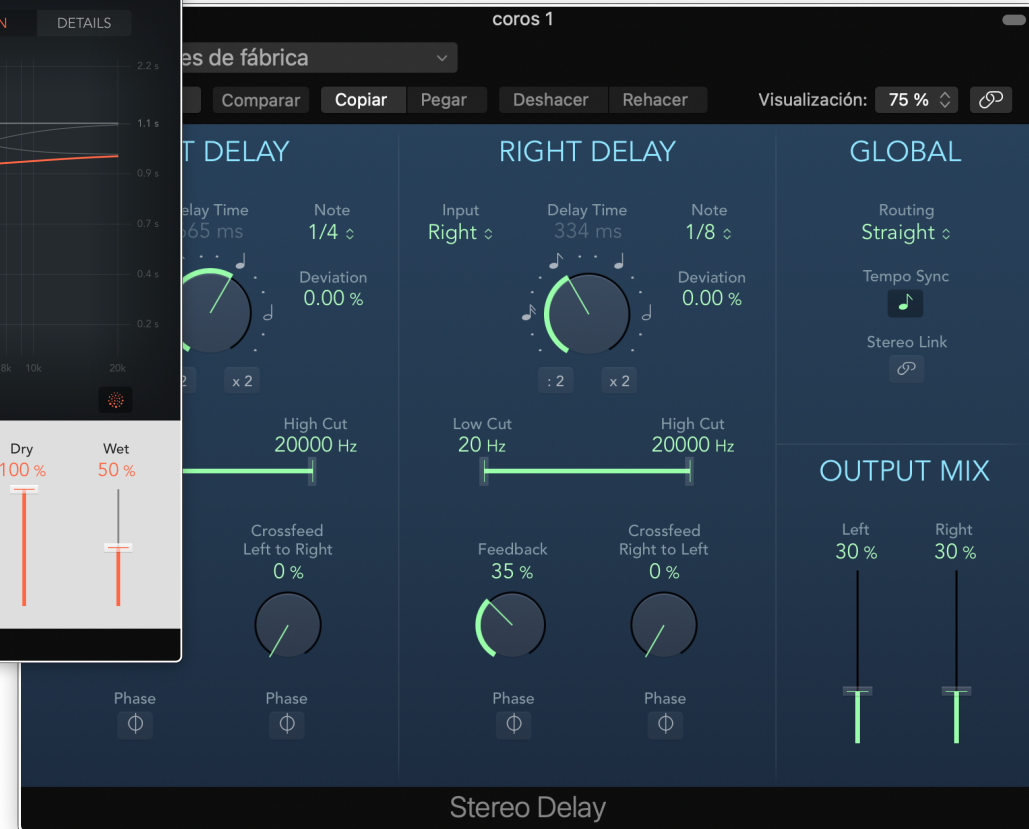 DETAILS
2.2 s
1.1 s
0.9 s
0.7 s
0.4 s
0.2 s
8k 10k 20k
Dry Wet
100 % 50 %
coros 1
es de fábrica
Comparar Copiar Pegar Deshacer Rehacer Visualización: 75 %
T DELAY
elay Time Note
665 ms 1/4
Deviation
0.00 %
2 x 2
High Cut
20000 Hz
Crossfeed
Left to Right
0 %
Phase Phase
RIGHT DELAY
Input Delay Time Note
Right 334 ms 1/8
Deviation
0.00 %
: 2 x 2
Low Cut High Cut
20 Hz 20000 Hz
Crossfeed
Feedback Right to Left
35 % 0 %
Phase Phase
GLOBAL
Routing
Straight
Tempo Sync
Stereo Link
OUTPUT MIX
Left Right
30 % 30 %
Stereo Delay